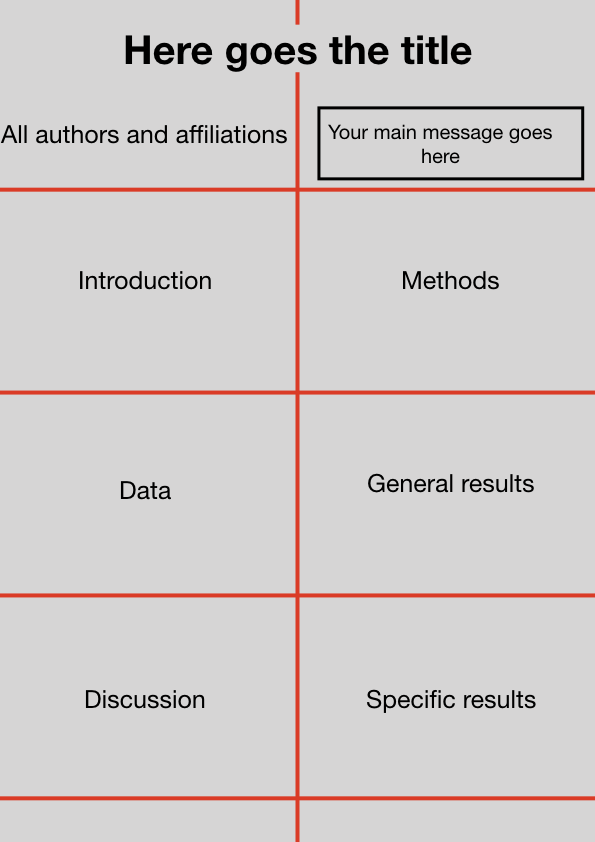 Here goes the title
All authors and affiliations
Your main message goes
here
Introduction
Methods
Data
General results
Discussion
Specific results